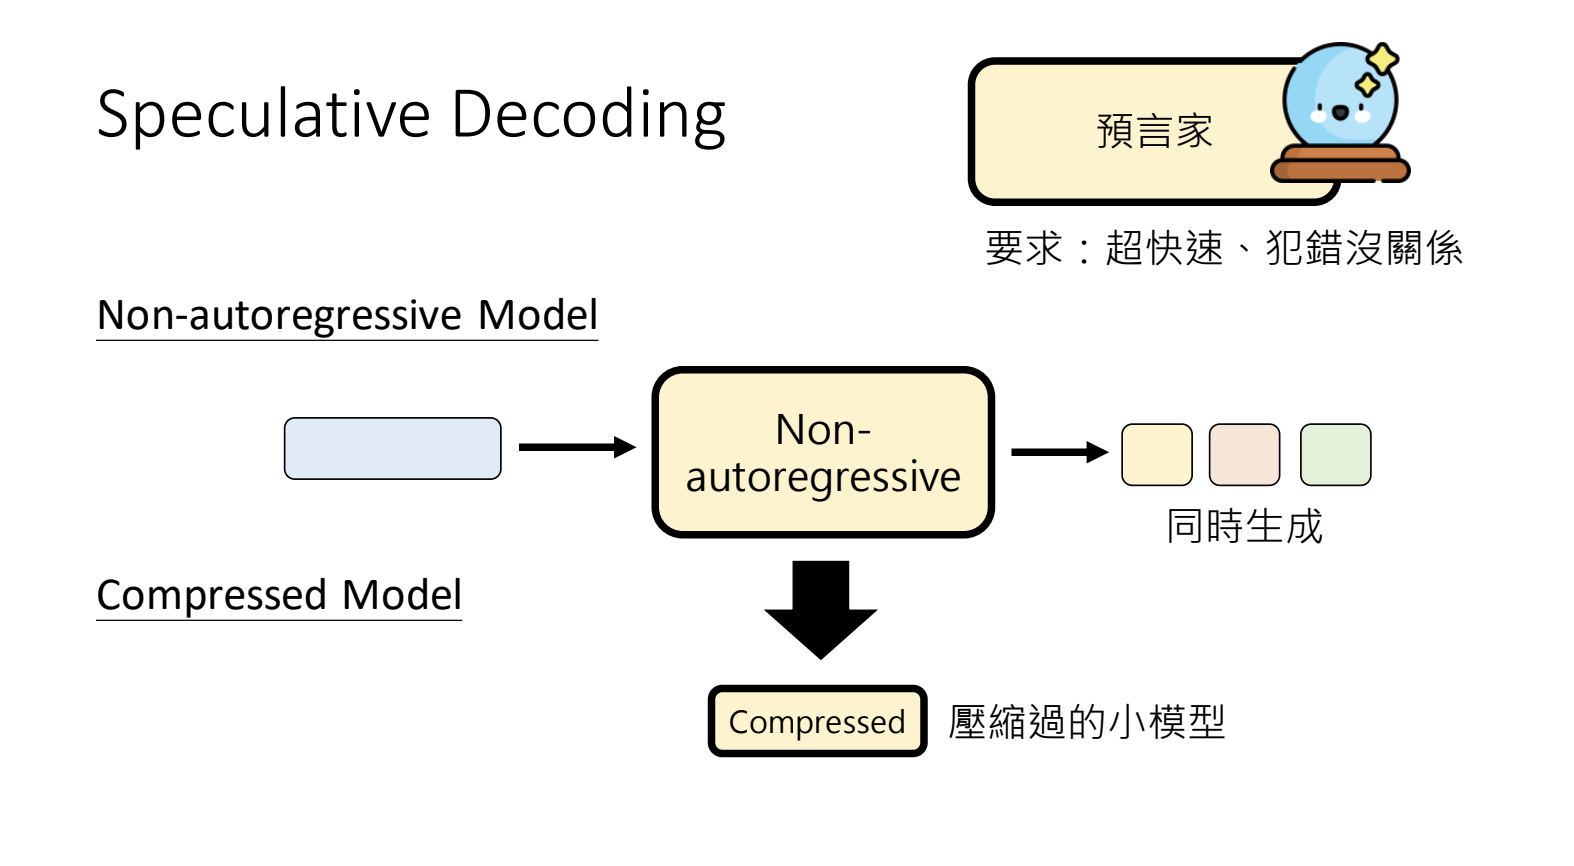 Speculative Decoding
預言家
要求：超快速、犯錯沒關係
Non-autoregressive Model
Non-
autoregressive
同時生成
Compressed Model
Compressed
壓縮過的小模型